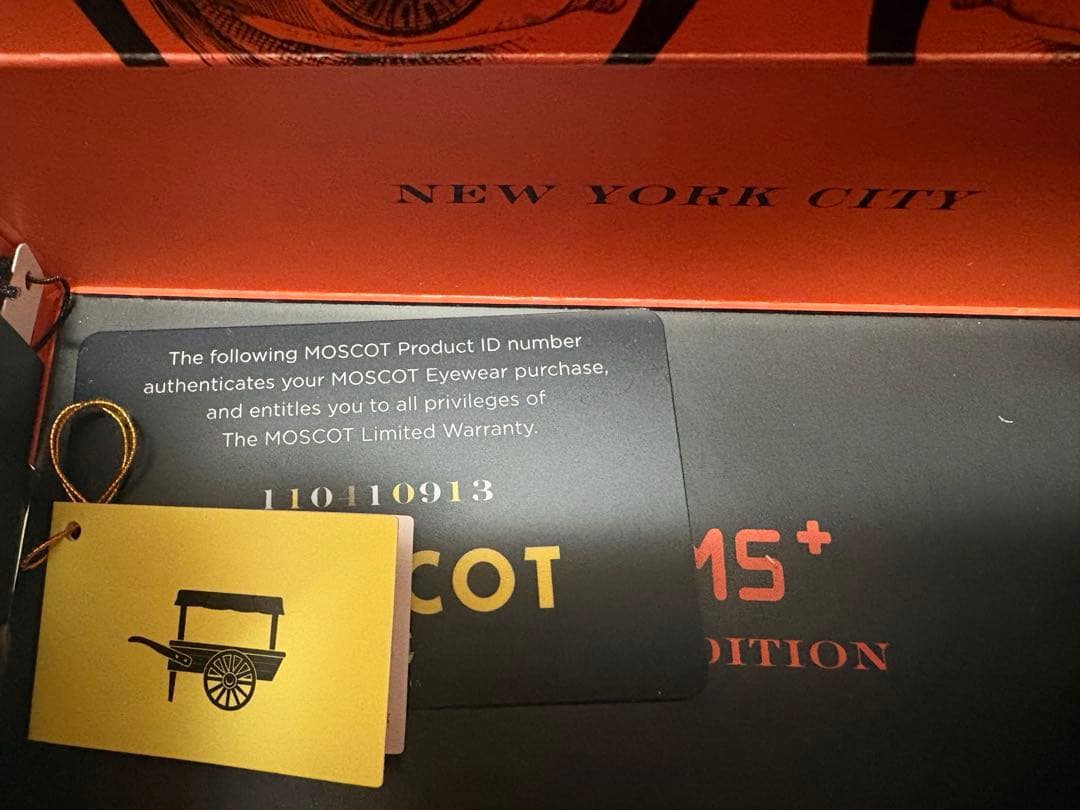 NEW YORK CITY
The following MOSCOT Product ID number
authenticates your MOSCOT Eyewear purchase,
and entitles you to all privileges of
The MOSCOT Limited Warranty.
110410913
COT
MS+
DITION